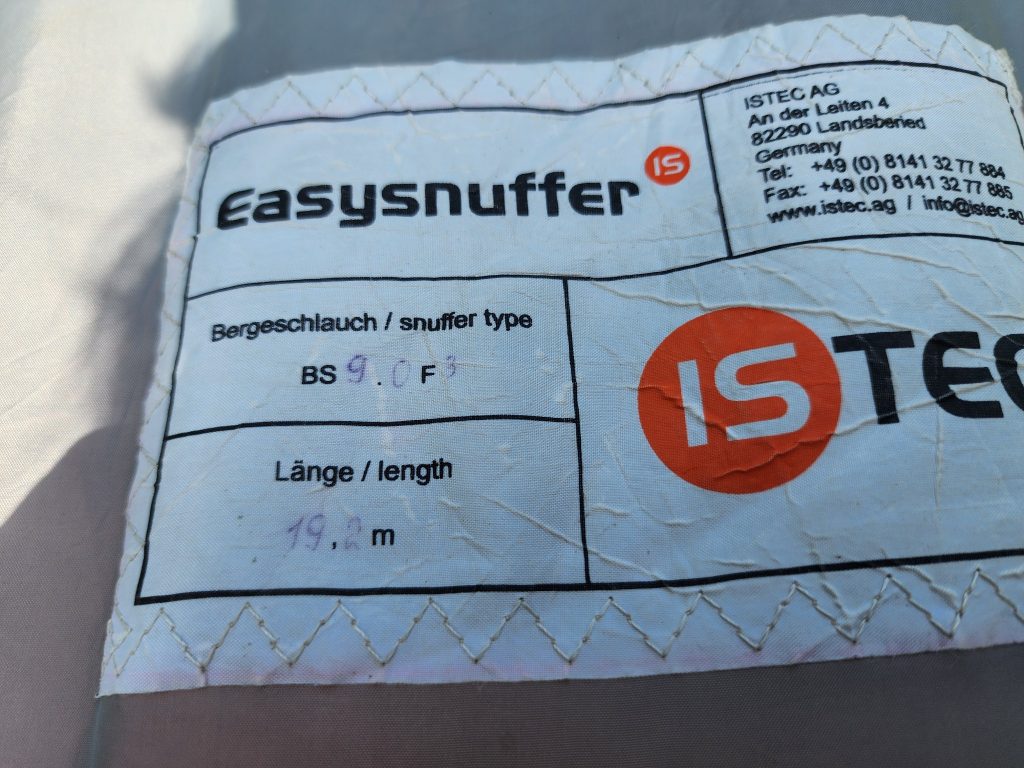 Easysnuffer IS
ISTEC AG
An der Leiten 4
82290 Landsberied
Germany
Tel: +49 (0) 8141 32 77 884
Fax: +49 (0) 8141 32 77 885
www.istec.ag / info@istec.ag
Bergeschlauch / snuffer type
BS 9.0 F 3
Länge / length
19,2 m
IS TEC